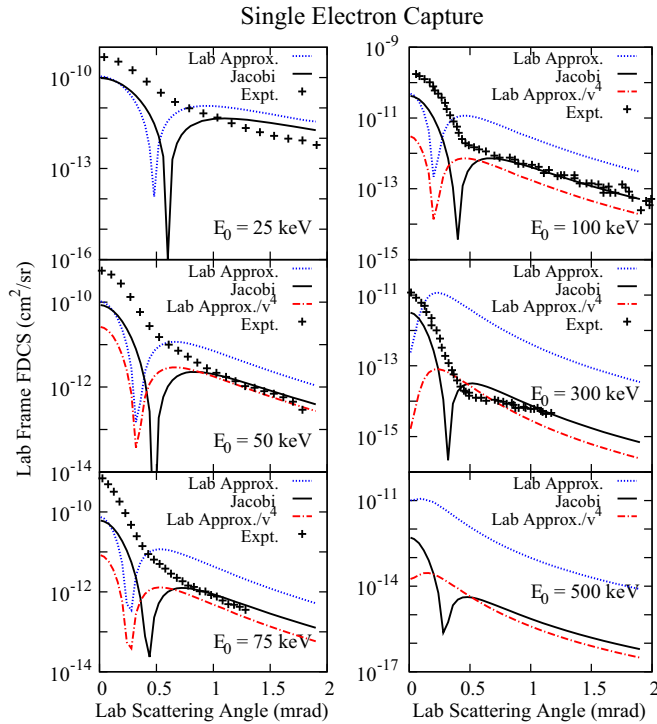 Single Electron Capture
Lab Frame FDCS (cm²/sr)
Lab Approx.
Jacobi
Expt.
10⁻¹⁰
10⁻¹³
10⁻¹⁶
E₀ = 25 keV
Lab Approx.
Jacobi
Lab Approx./v⁴
Expt.
10⁻⁹
10⁻¹¹
10⁻¹³
10⁻¹⁵
E₀ = 100 keV
Lab Approx.
Jacobi
Lab Approx./v⁴
Expt.
10⁻¹⁰
10⁻¹²
10⁻¹⁴
E₀ = 50 keV
Lab Approx.
Jacobi
Lab Approx./v⁴
Expt.
10⁻¹¹
10⁻¹³
10⁻¹⁵
E₀ = 300 keV
Lab Approx.
Jacobi
Lab Approx./v⁴
Expt.
10⁻¹⁰
10⁻¹²
10⁻¹⁴
E₀ = 75 keV
0 0.5 1 1.5 2
Lab Scattering Angle (mrad)
Lab Approx.
Jacobi
Lab Approx./v⁴
10⁻¹¹
10⁻¹⁴
10⁻¹⁷
E₀ = 500 keV
0 0.5 1 1.5 2
Lab Scattering Angle (mrad)